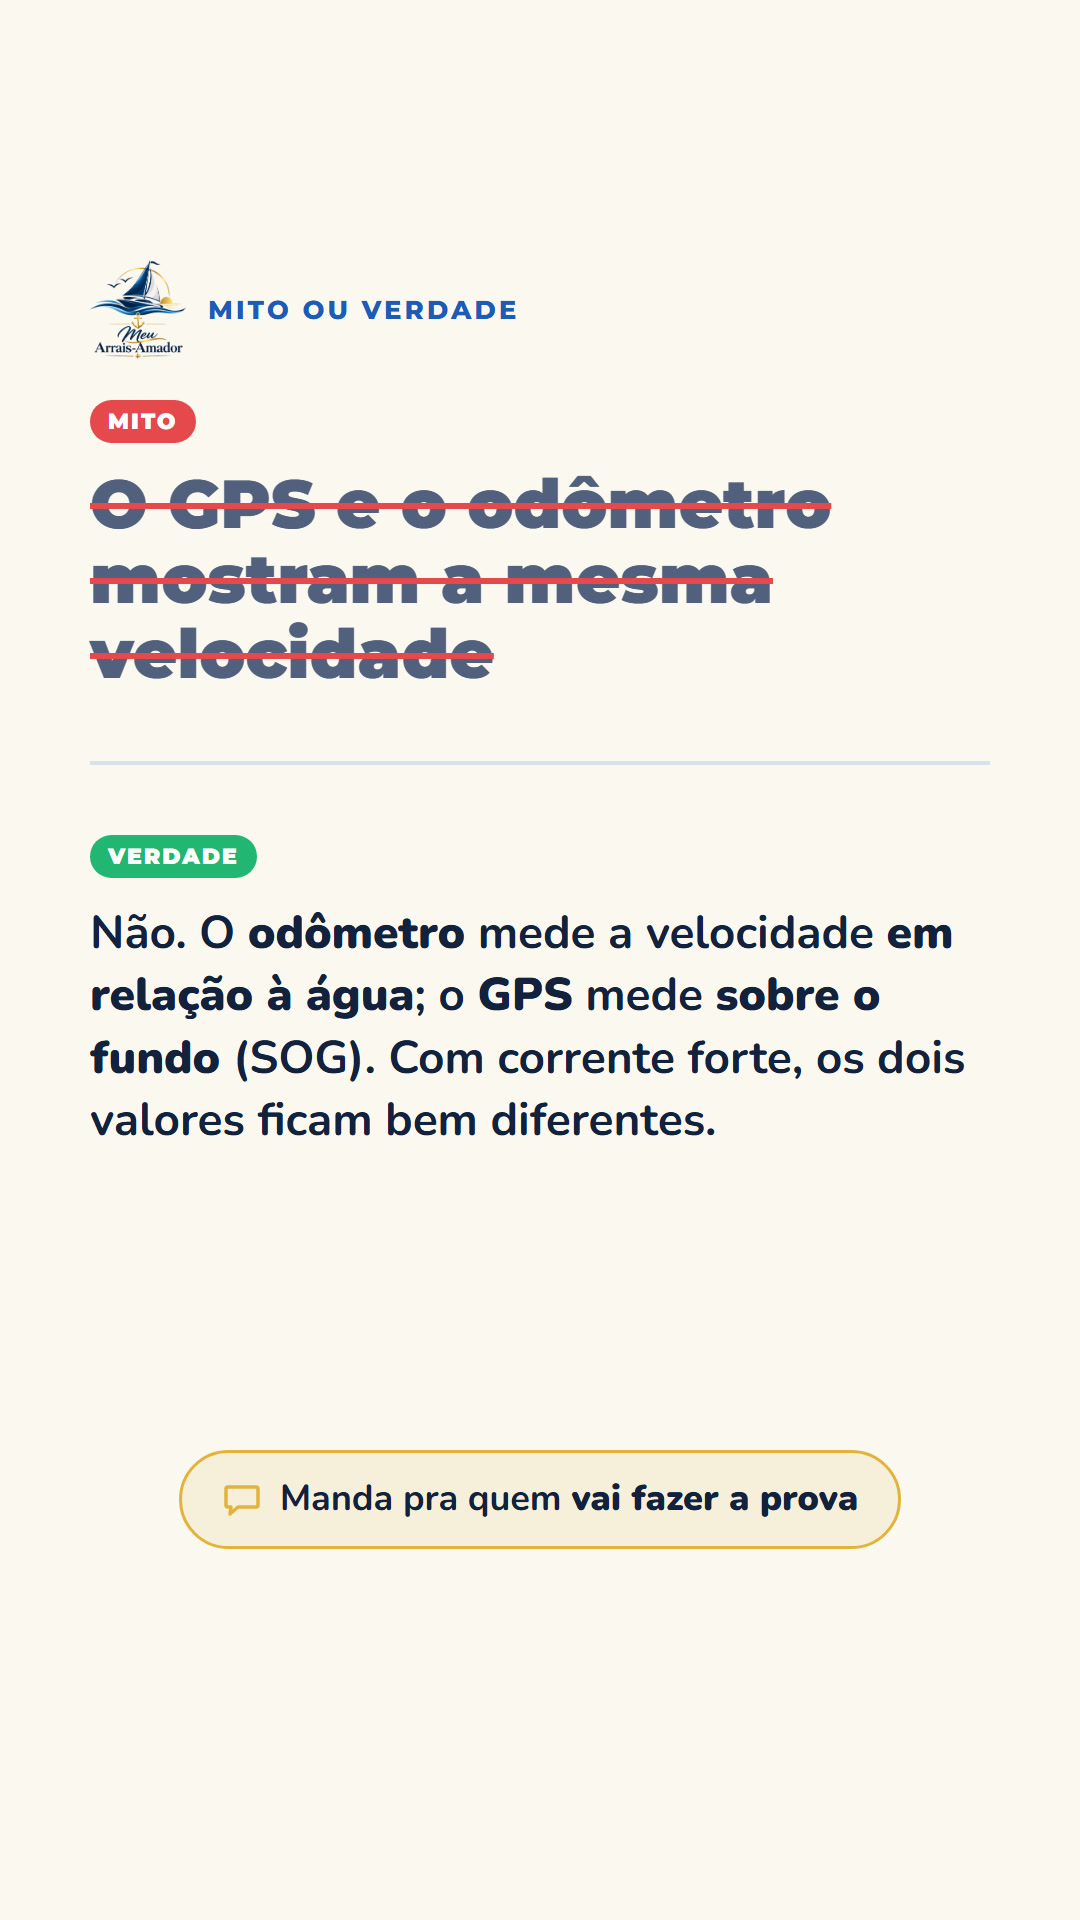 Meu
Arrais-Amador
MITO OU VERDADE
MITO
O GPS e o odômetro
mostram a mesma
velocidade
VERDADE
Não. O odômetro mede a velocidade em
relação à água; o GPS mede sobre o
fundo (SOG). Com corrente forte, os dois
valores ficam bem diferentes.
Manda pra quem vai fazer a prova